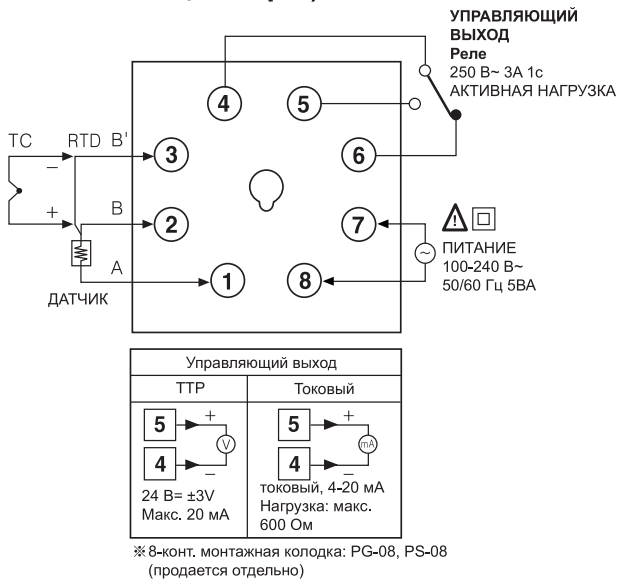 УПРАВЛЯЮЩИЙ
ВЫХОД
Реле
250 В~ 3А 1с
АКТИВНАЯ НАГРУЗКА
4
5
TC
RTD
B'
3
6
−
+
B
2
7
ПИТАНИЕ
100-240 В~
50/60 Гц 5ВА
A
1
8
ДАТЧИК
Управляющий выход
ТТР
Токовый
5
+
V
4
−
24 В= ±3V
Макс. 20 мА
5
+
mA
4
−
токовый, 4-20 мА
Нагрузка: макс.
600 Ом
※ 8-конт. монтажная колодка: PG-08, PS-08
(продается отдельно)